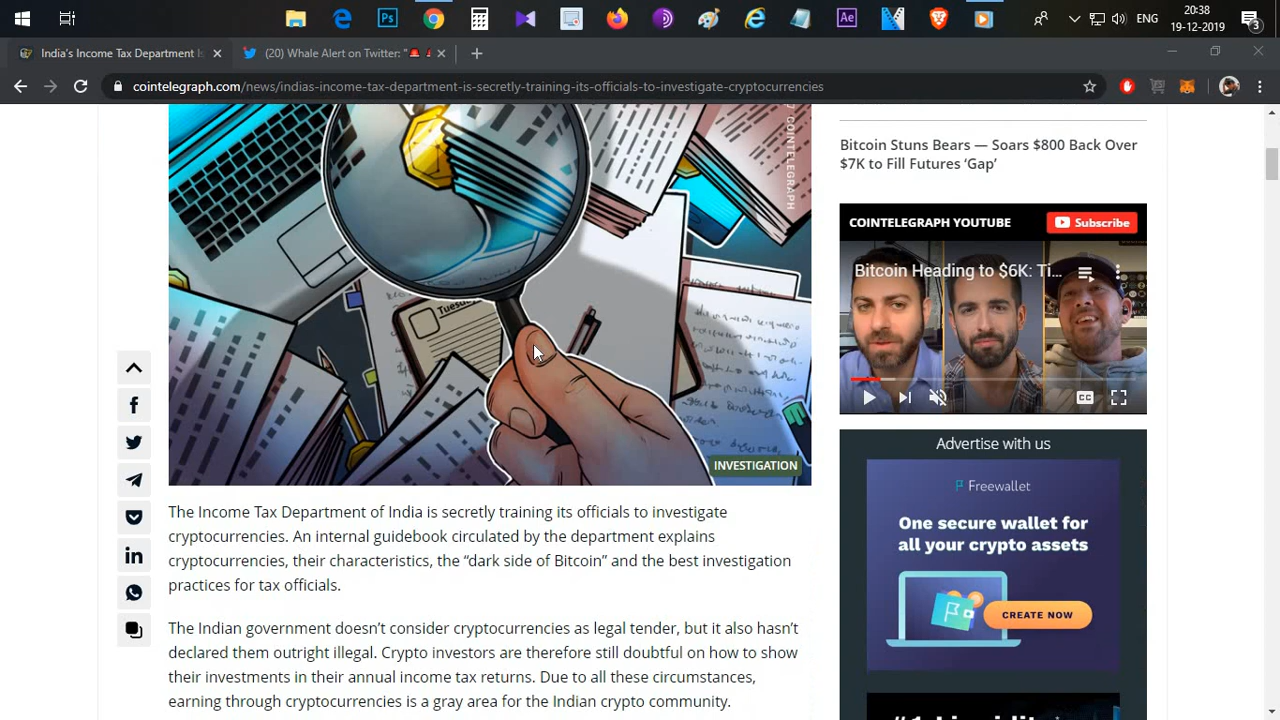 20:38
ENG
19-12-2019
3
India's Income Tax Department Is
(20) Whale Alert on Twitter: "
cointelegraph.com/news/indias-income-tax-department-is-secretly-training-its-officials-to-investigate-cryptocurrencies
COINTELEGRAPH
Tuesd
INVESTIGATION
The Income Tax Department of India is secretly training its officials to investigate
cryptocurrencies. An internal guidebook circulated by the department explains
cryptocurrencies, their characteristics, the “dark side of Bitcoin” and the best investigation
practices for tax officials.
The Indian government doesn’t consider cryptocurrencies as legal tender, but it also hasn’t
declared them outright illegal. Crypto investors are therefore still doubtful on how to show
their investments in their annual income tax returns. Due to all these circumstances,
earning through cryptocurrencies is a gray area for the Indian crypto community.
Bitcoin Stuns Bears — Soars $800 Back Over
$7K to Fill Futures ‘Gap’
COINTELEGRAPH YOUTUBE
Subscribe
Bitcoin Heading to $6K: Ti...
CC
Advertise with us
Freewallet
One secure wallet for
all your crypto assets
CREATE NOW